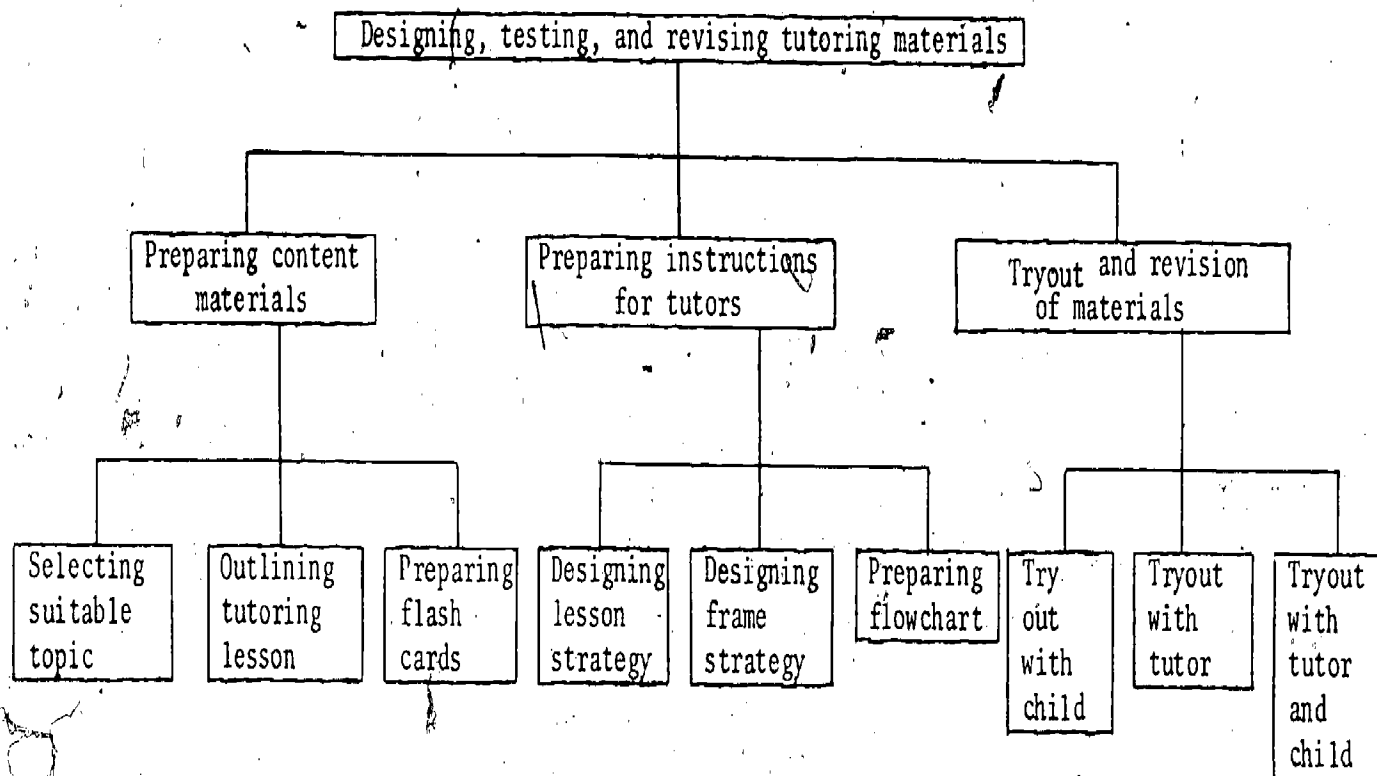 Designing, testing, and revising tutoring materials
Preparing content
materials
Preparing instructions
for tutors
Tryout and revision
of materials
Selecting
suitable
topic
Outlining
tutoring
lesson
Preparing
flash
cards
Designing
lesson
strategy
Designing
frame
strategy
Preparing
flowchart
Try
out
with
child
Tryout
with
tutor
Tryout
with
tutor
and
child